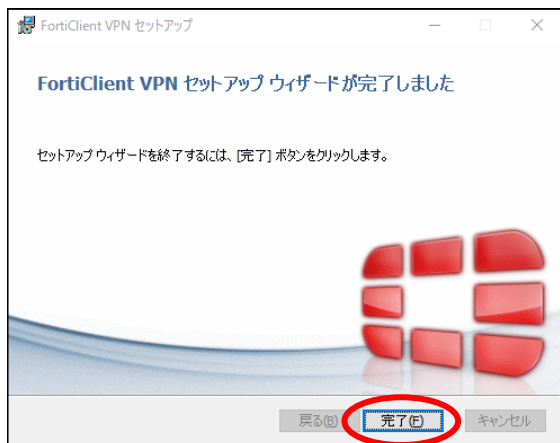 FortiClient VPN セットアップ
FortiClient VPN セットアップ ウィザードが完了しました
セットアップ ウィザードを終了するには、[完了] ボタンをクリックします。
戻る(B) 完了(F) キャンセル